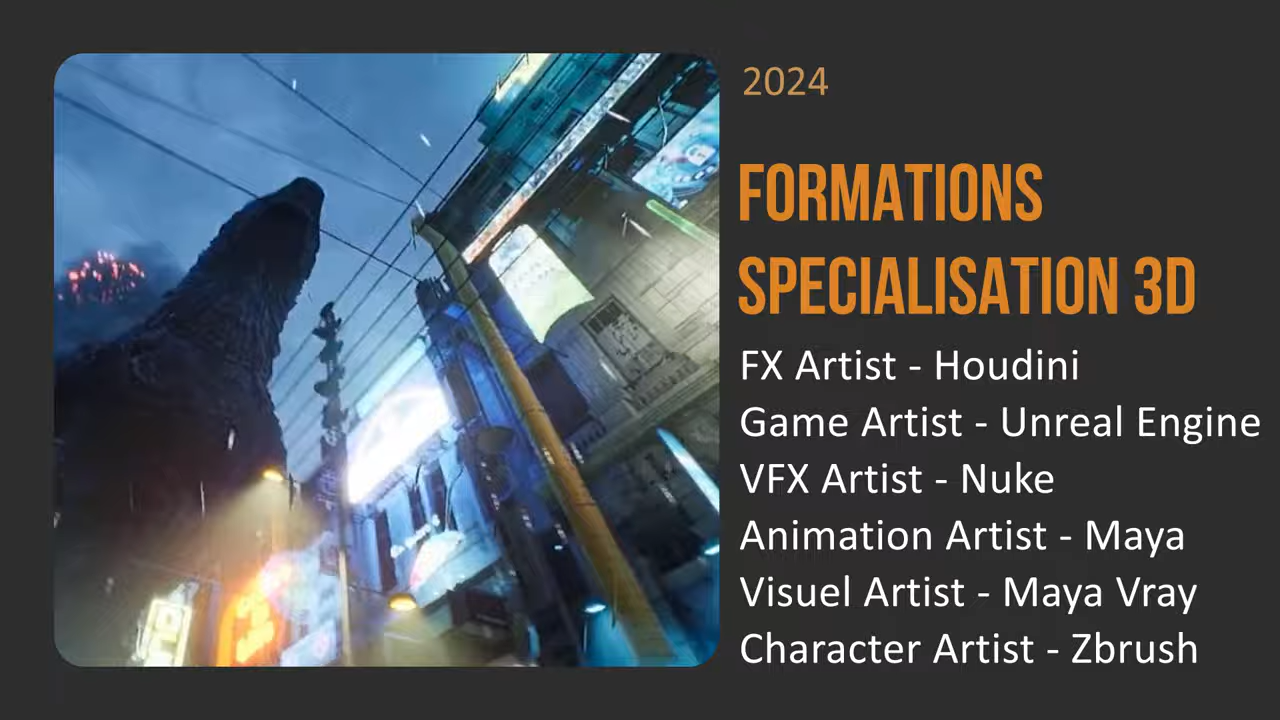 2024
FORMATIONS
SPECIALISATION 3D
FX Artist - Houdini
Game Artist - Unreal Engine
VFX Artist - Nuke
Animation Artist - Maya
Visuel Artist - Maya Vray
Character Artist - Zbrush